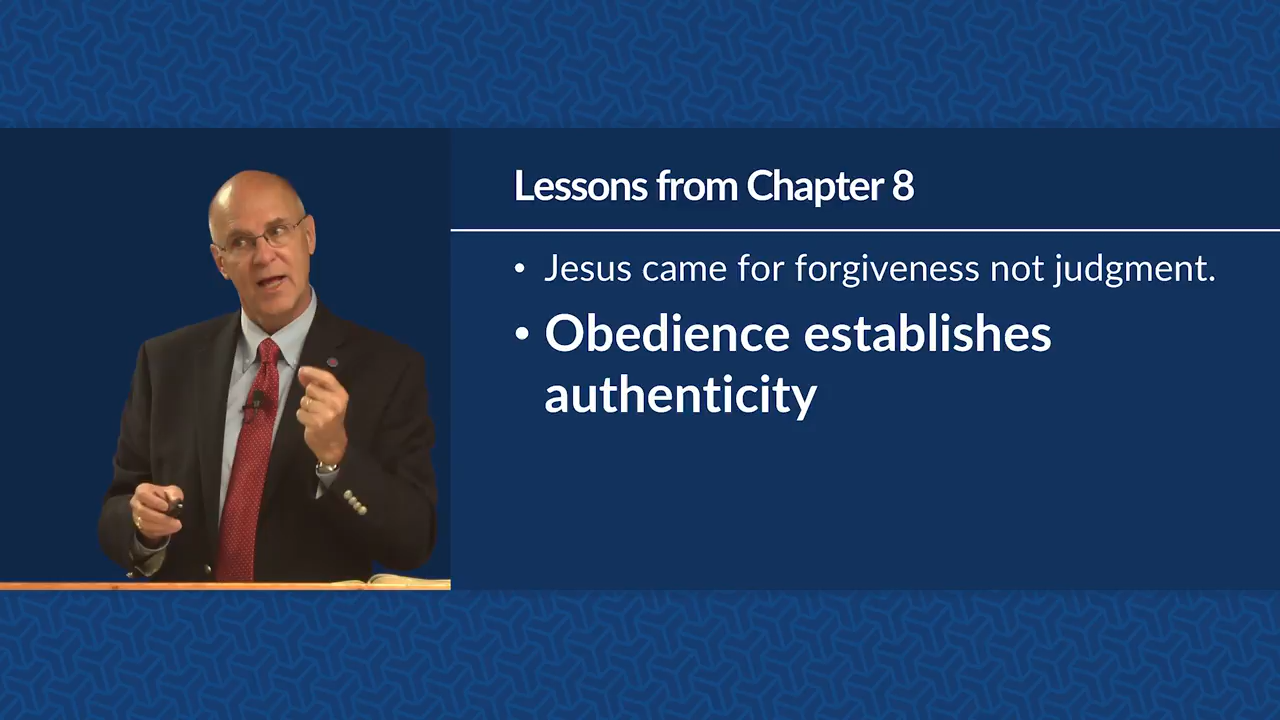 Lessons from Chapter 8
• Jesus came for forgiveness not judgment.
• Obedience establishes
authenticity